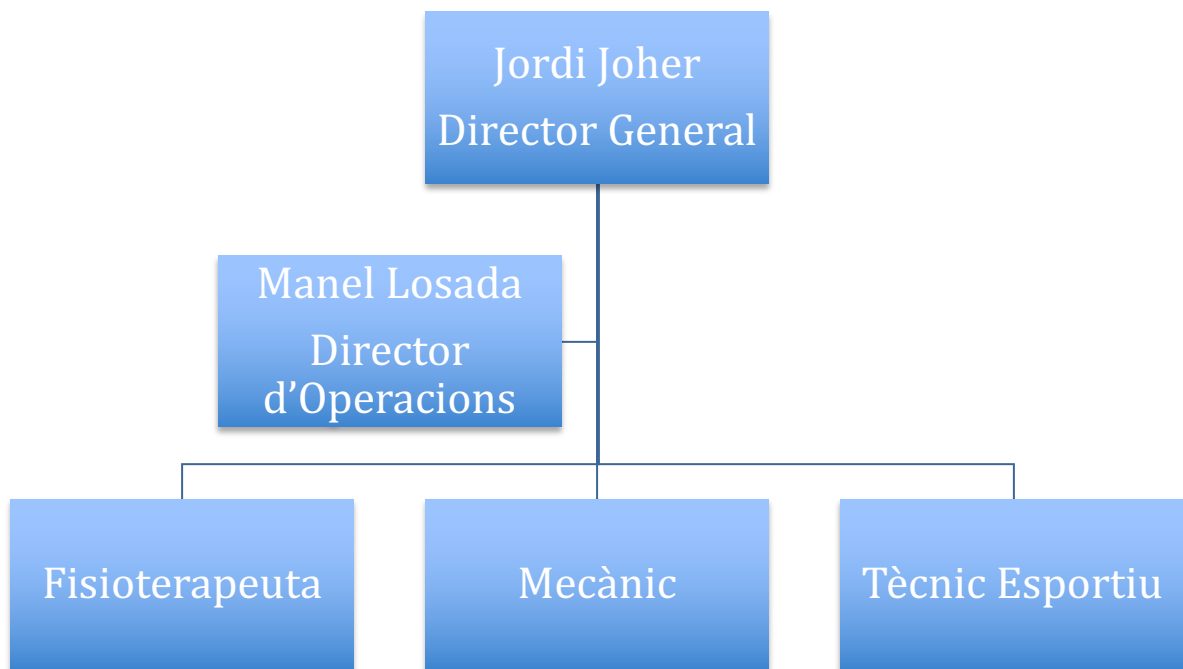 Jordi Joher
Director General
Manel Losada
Director
d’Operacions
Fisioterapeuta
Mecànic
Tècnic Esportiu